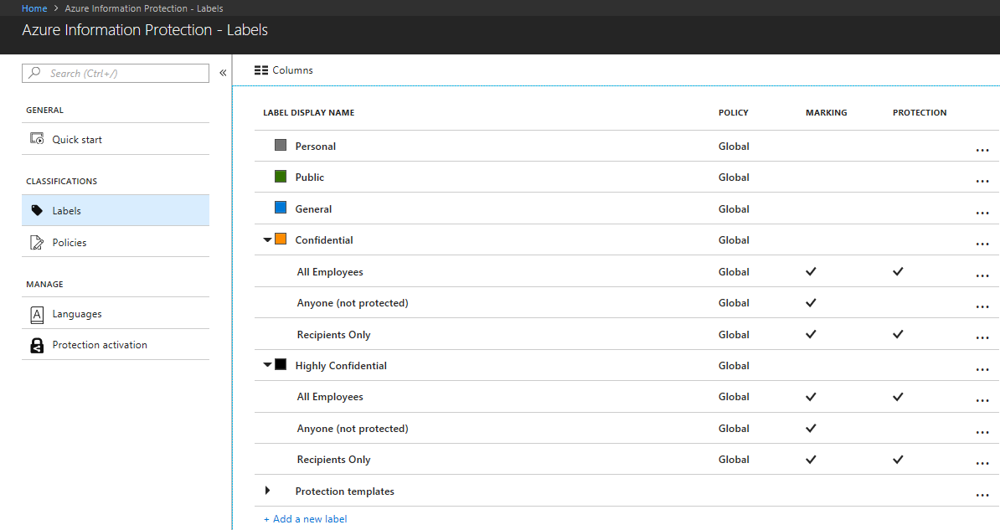 Home > Azure Information Protection - Labels
Azure Information Protection - Labels
Search (Ctrl+/)
«
Columns
GENERAL
Quick start
CLASSIFICATIONS
Labels
Policies
MANAGE
Languages
Protection activation
LABEL DISPLAY NAME POLICY MARKING PROTECTION
Personal Global ...
Public Global ...
General Global ...
Confidential Global ...
All Employees Global ✓ ✓ ...
Anyone (not protected) Global ✓ ...
Recipients Only Global ✓ ✓ ...
Highly Confidential Global ...
All Employees Global ✓ ✓ ...
Anyone (not protected) Global ✓ ...
Recipients Only Global ✓ ✓ ...
Protection templates ...
+ Add a new label